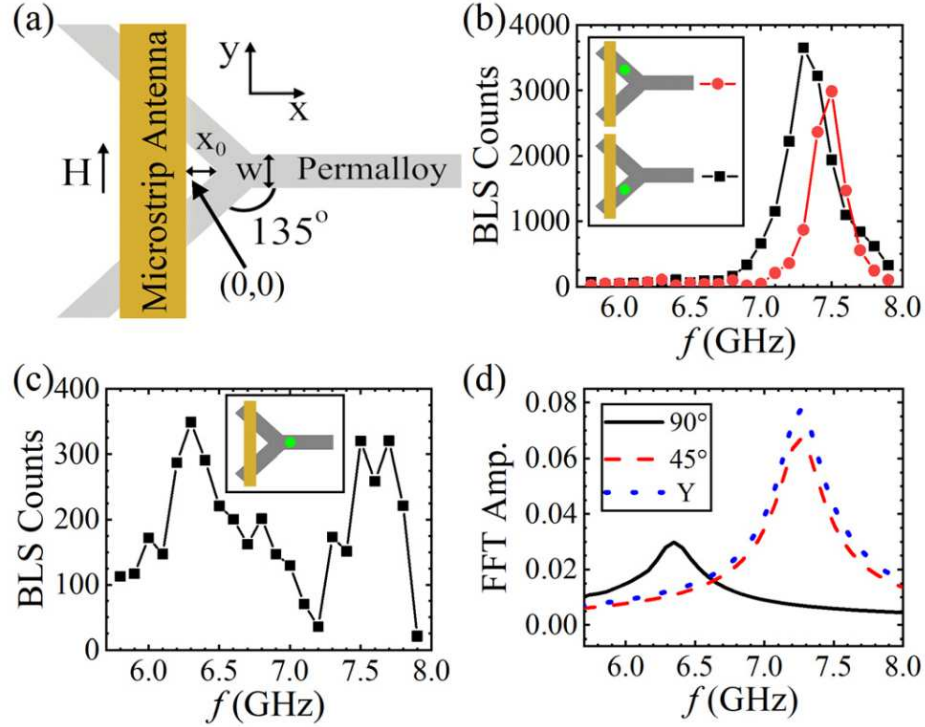 (a)
Microstrip Antenna
y
x
H
x₀
w
Permalloy
135°
(0,0)
(b)
BLS Counts
4000
3000
2000
1000
0
6.0 6.5 7.0 7.5 8.0
f (GHz)
(c)
BLS Counts
400
300
200
100
0
6.0 6.5 7.0 7.5 8.0
f (GHz)
(d)
FFT Amp.
0.08
0.06
0.04
0.02
0.00
90°
45°
Y
6.0 6.5 7.0 7.5 8.0
f (GHz)